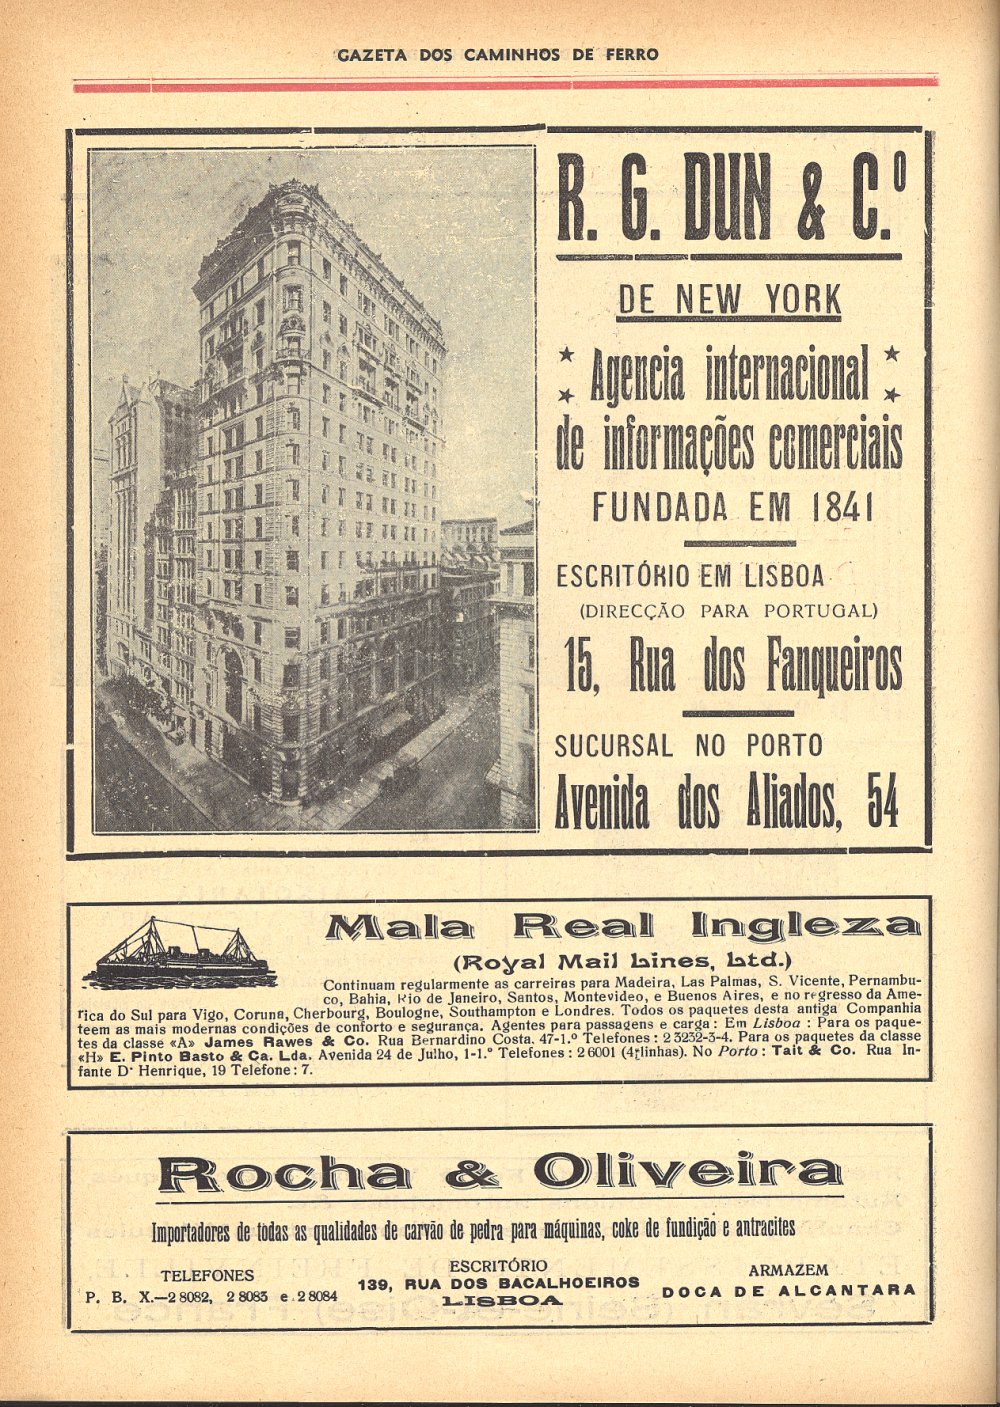 GAZETA DOS CAMINHOS DE FERRO
R. G. DUN & C.º
DE NEW YORK
Agencia internacional
de informações comerciais
FUNDADA EM 1841
ESCRITÓRIO EM LISBOA
(DIRECÇÃO PARA PORTUGAL)
15, Rua dos Fanqueiros
SUCURSAL NO PORTO
Avenida dos Aliados, 54
Mala Real Ingleza
(Royal Mail Lines, Ltd.)
Continuam regularmente as carreiras para Madeira, Las Palmas, S. Vicente, Pernambu-
co, Bahia, Rio de Janeiro, Santos, Montevideo, e Buenos Aires, e no regresso da Ame-
rica do Sul para Vigo, Coruna, Cherbourg, Boulogne, Southampton e Londres. Todos os paquetes desta antiga Companhia
teem as mais modernas condições de conforto e segurança. Agentes para passagens e carga: Em Lisboa : Para os paque-
tes da classe «A» James Rawes & Co. Rua Bernardino Costa, 47-1.º Telefones : 2 3232-3-4. Para os paquetes da classe
«H» E. Pinto Basto & Ca. Lda. Avenida 24 de Julho, 1-1.º Telefones : 2 6001 (4 linhas). No Porto : Tait & Co. Rua In-
fante D' Henrique, 19 Telefone : 7.
Rocha & Oliveira
Importadores de todas as qualidades de carvão de pedra para máquinas, coke de fundição e antracites
TELEFONES
P. B. X.—2 8082, 2 8083 e 2 8084
ESCRITÓRIO
139, RUA DOS BACALHOEIROS
LISBOA
ARMAZEM
DOCA DE ALCANTARA